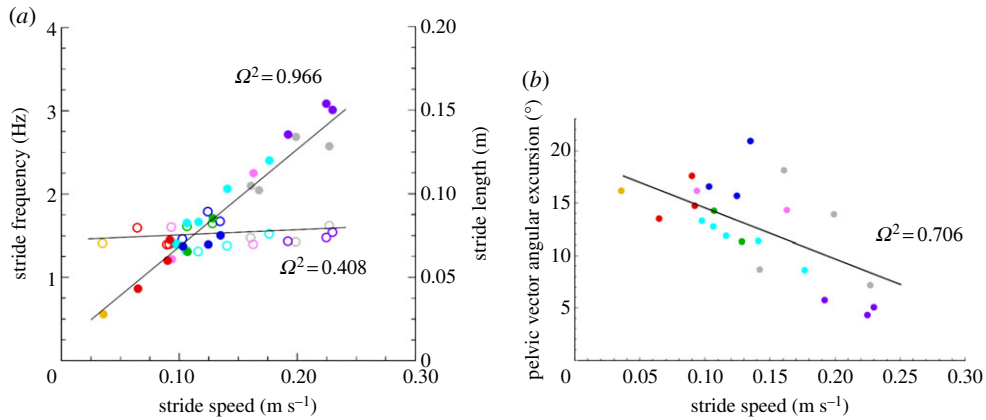 (a)
4
3
2
1
0
stride frequency (Hz)
0.20
0.15
0.10
0.05
0
stride length (m)
Ω² = 0.966
Ω² = 0.408
0.10
0.20
0.30
stride speed (m s⁻¹)
(b)
pelvic vector angular excursion (°)
20
15
10
5
0
Ω² = 0.706
0.05
0.10
0.15
0.20
0.25
0.30
stride speed (m s⁻¹)